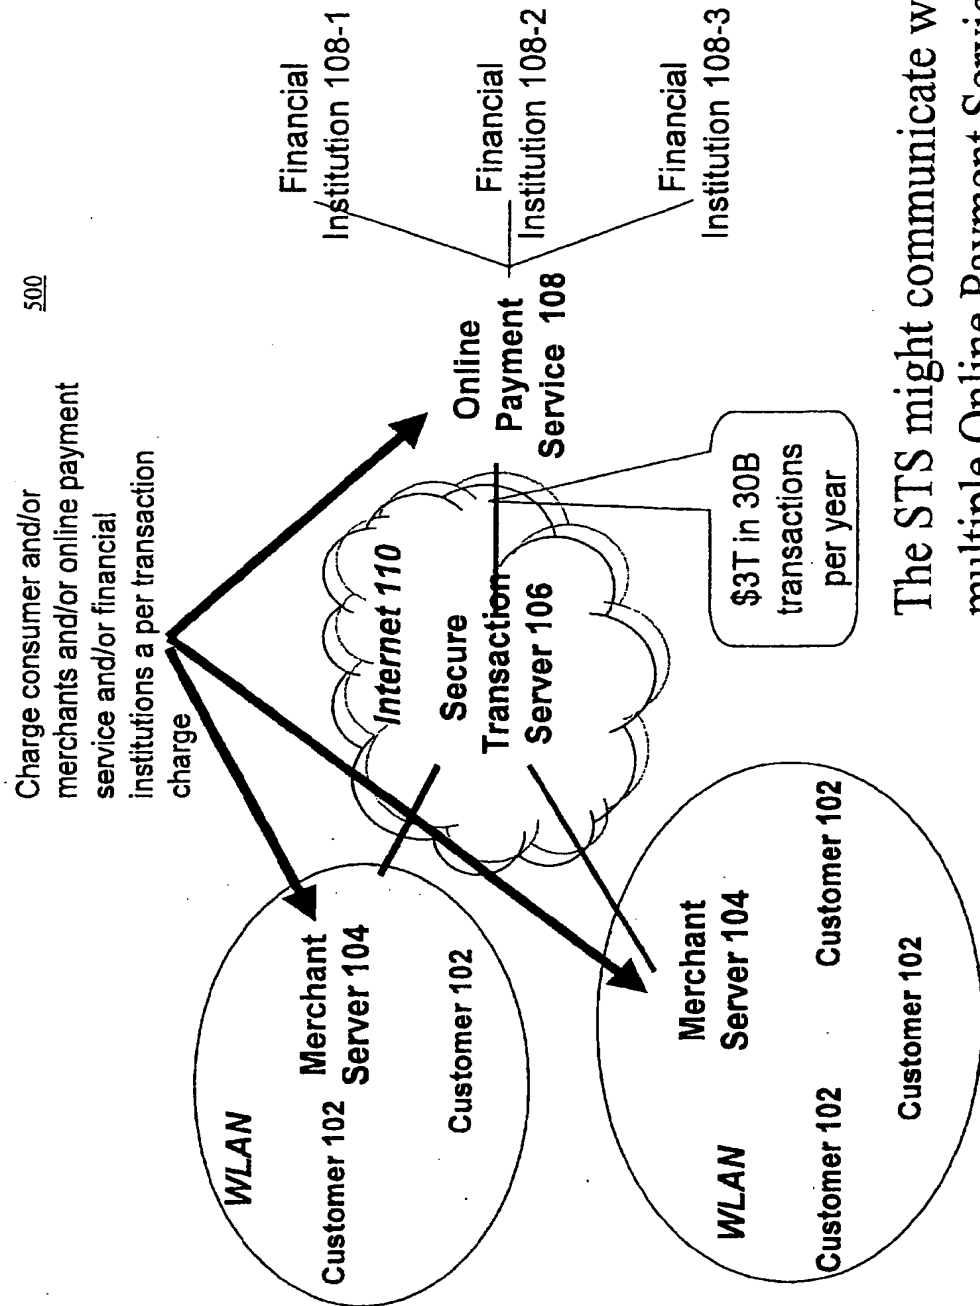 500
Charge consumer and/or
merchants and/or online payment
service and/or financial
institutions a per transaction
charge
WLAN
Customer 102
Merchant
Server 104
Customer 102
Internet 110
Secure
Transaction
Server 106
Online
Payment
Service 108
Financial
Institution 108-1
Financial
Institution 108-2
Financial
Institution 108-3
WLAN
Customer 102
Merchant
Server 104
Customer 102
Customer 102
$3T in 30B
transactions
per year
The STS might communicate
multiple Online Payment